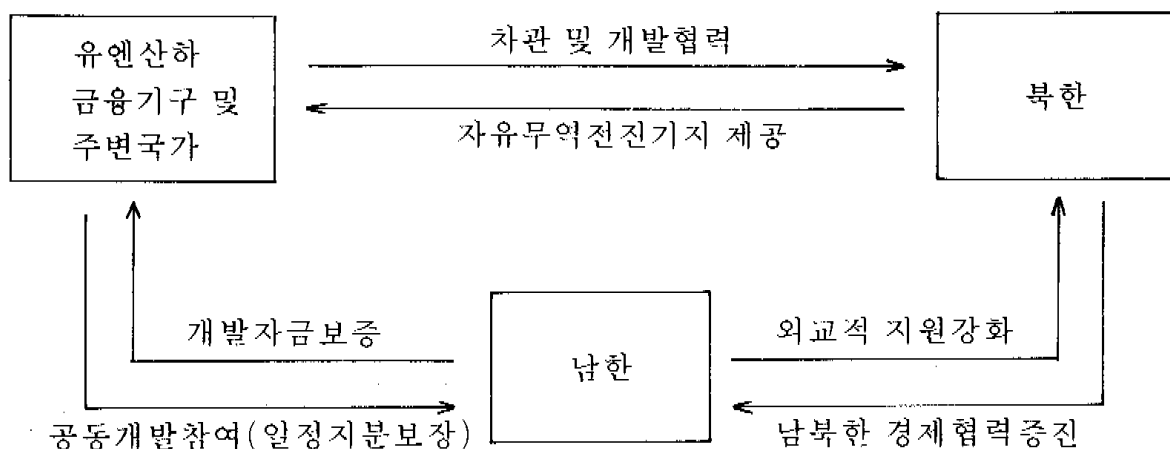 유엔산하
금융기구 및
주변국가
차관 및 개발협력
북한
자유무역전진기지 제공
개발자금보증
남한
외교적 지원강화
공동개발참여(일정지분보장)
남북한 경제협력증진